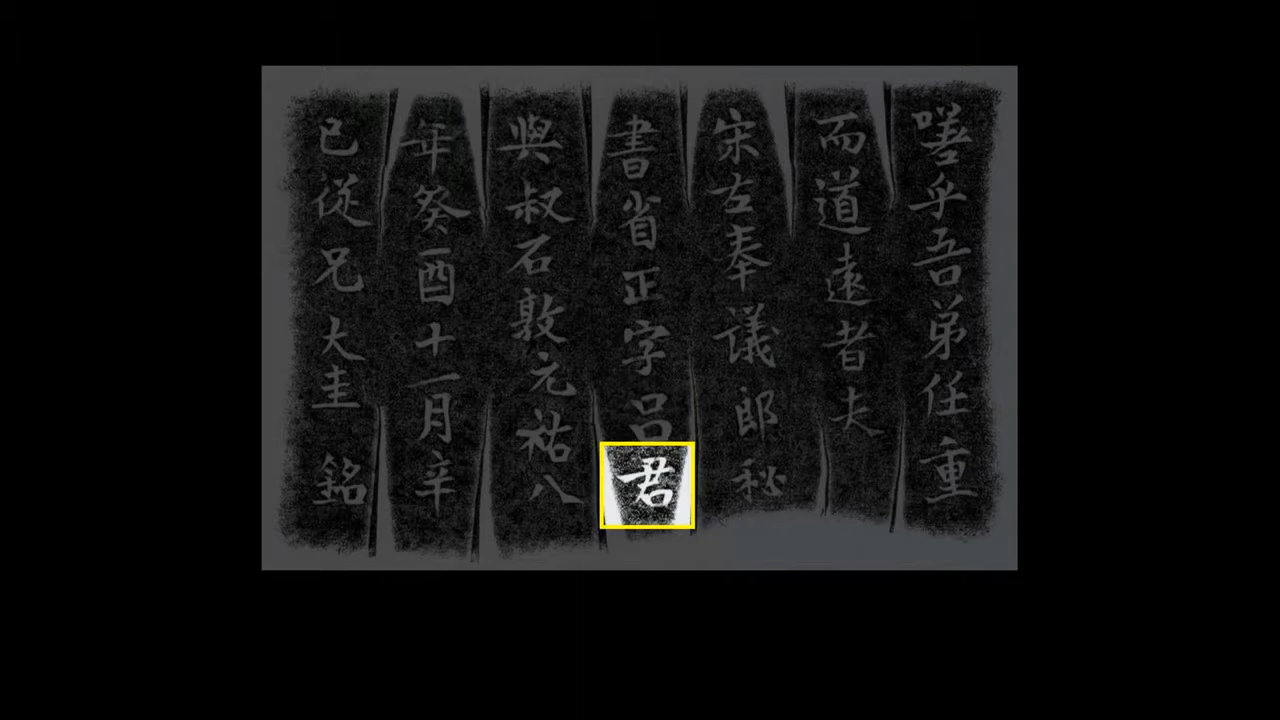 嗟乎吾弟任重
而道遠者夫
宋右奉議郎秘
書省正字呂君
與叔石敦元祐八
年癸酉十一月辛
已從兄大圭銘